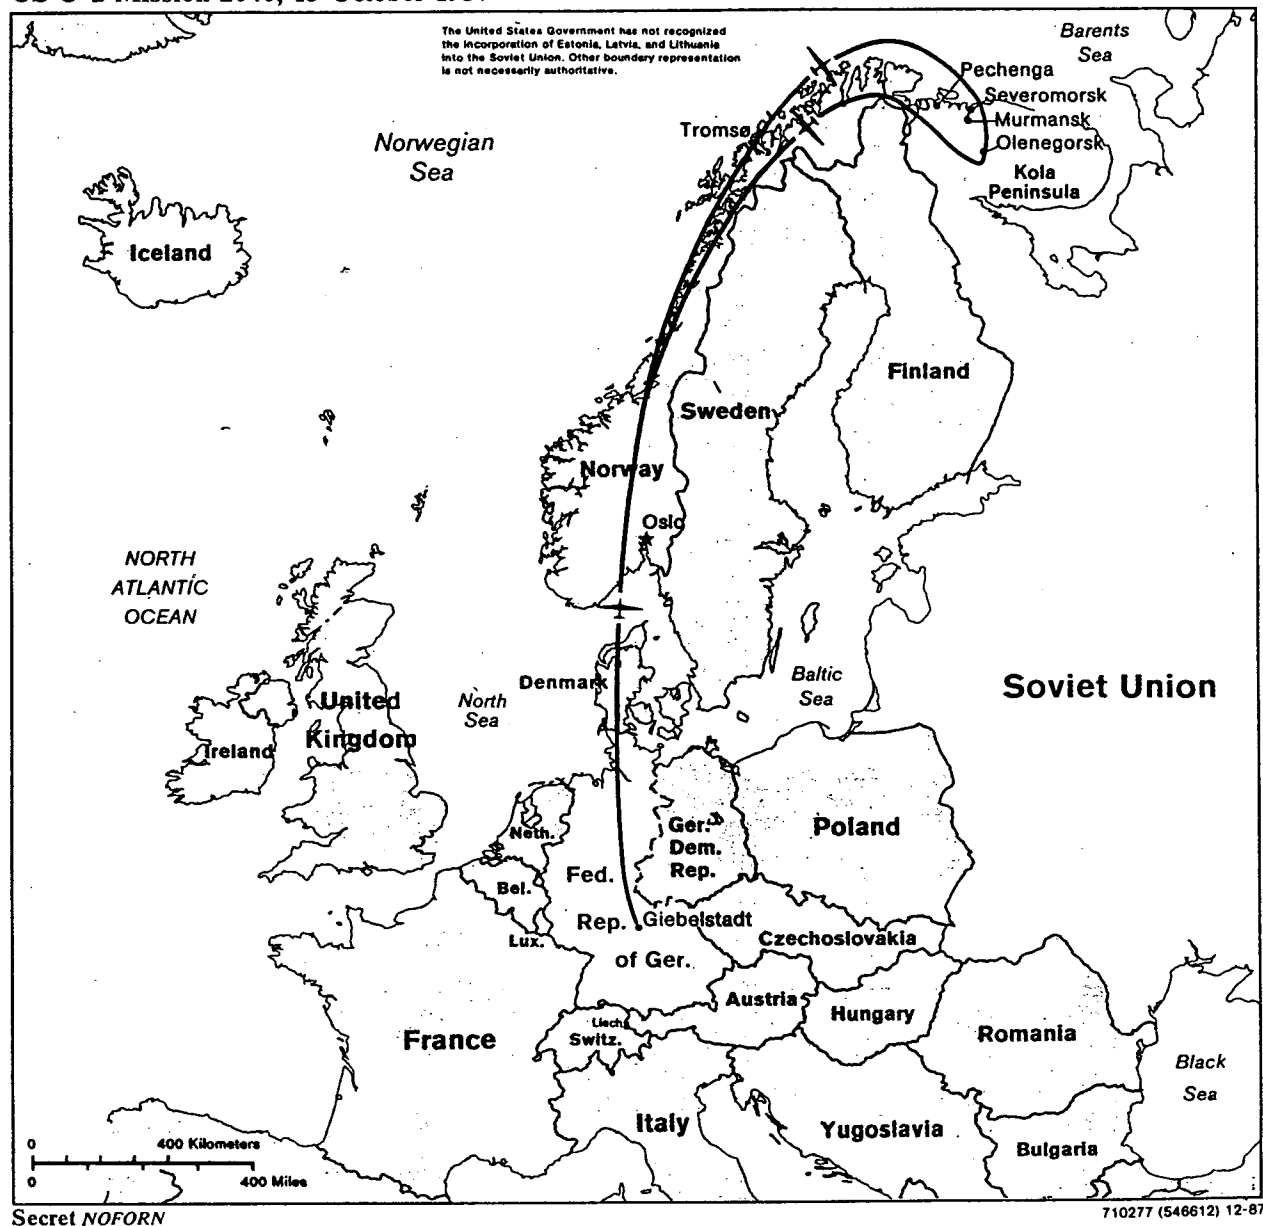 The United States Government has not recognized
the incorporation of Estonia, Latvia, and Lithuania
into the Soviet Union. Other boundary representation
is not necessarily authoritative.
Barents
Sea
Pechenga
Severomorsk
Murmansk
Olenegorsk
Kola
Peninsula
Tromsø
Norwegian
Sea
Iceland
Finland
Sweden
Norway
Oslo
NORTH
ATLANTIC
OCEAN
Denmark
North
Sea
Baltic
Sea
Soviet Union
United
Kingdom
Ireland
Neth.
Ger.
Dem.
Rep.
Poland
Fed.
Bel.
Rep.
Giebelstadt
Lux.
of Ger.
Czechoslovakia
Austria
Hungary
Liech.
Switz.
France
Romania
Black
Sea
Italy
Yugoslavia
Bulgaria
0 400 Kilometers
0 400 Miles
Secret NOFORN
710277 (546612) 12-87